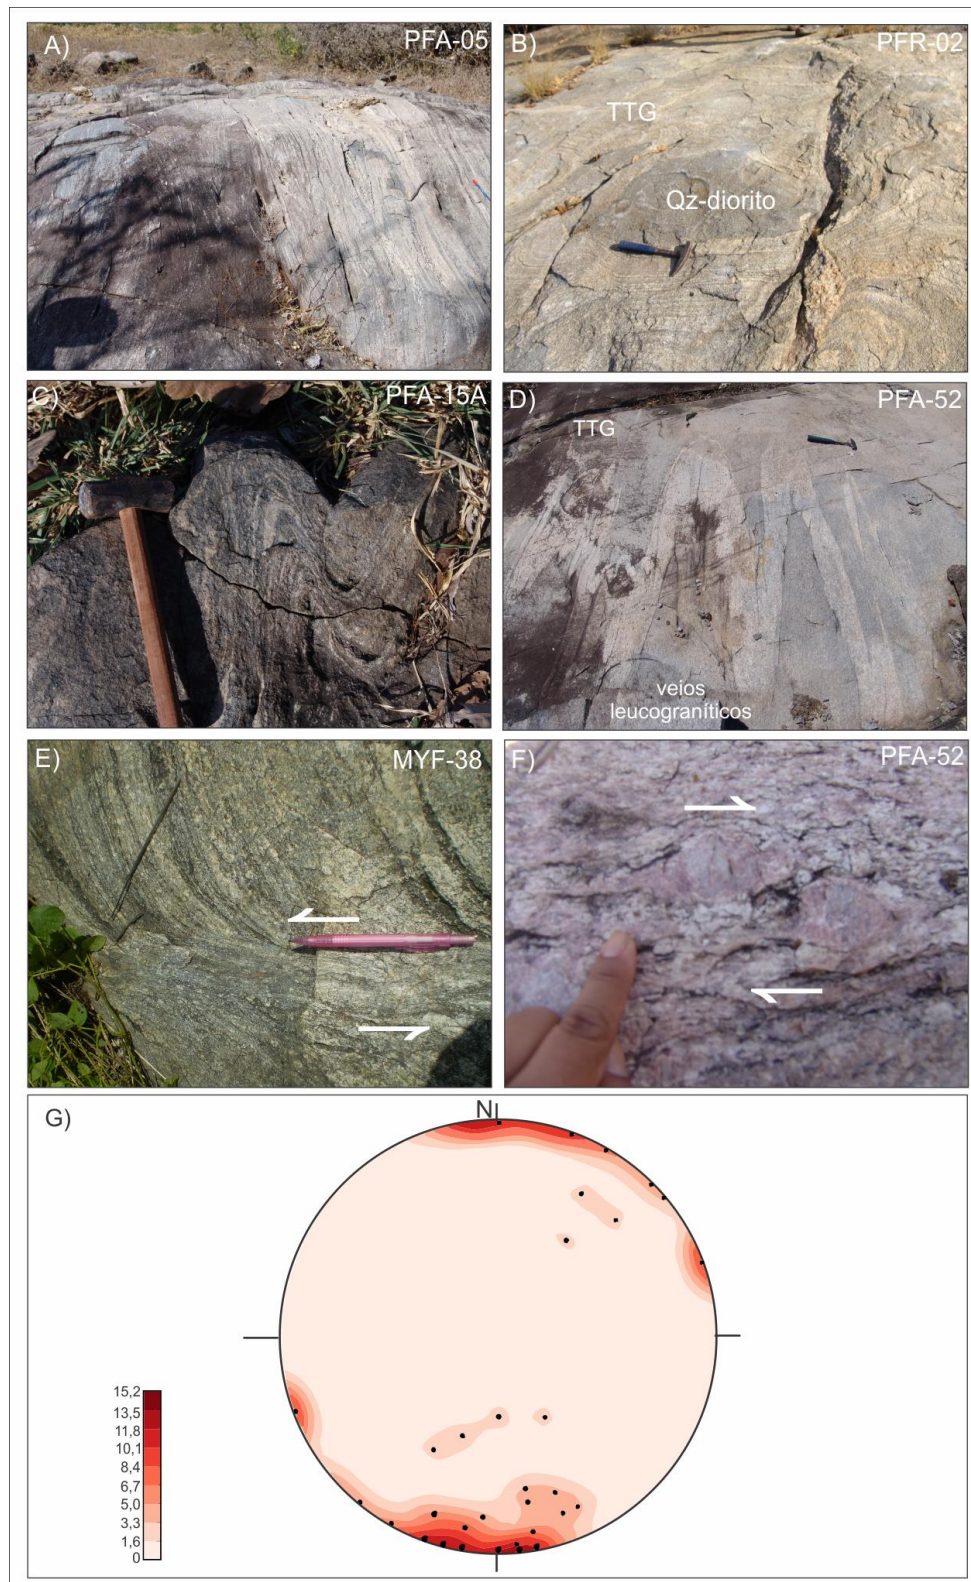 A)
PFA-05
B)
PFR-02
TTG
Qz-diorito
C)
PFA-15A
D)
PFA-52
TTG
veios
leucograníticos
E)
MYF-38
F)
PFA-52
G)
N
15,2
13,5
11,8
10,1
8,4
6,7
5,0
3,3
1,6
0